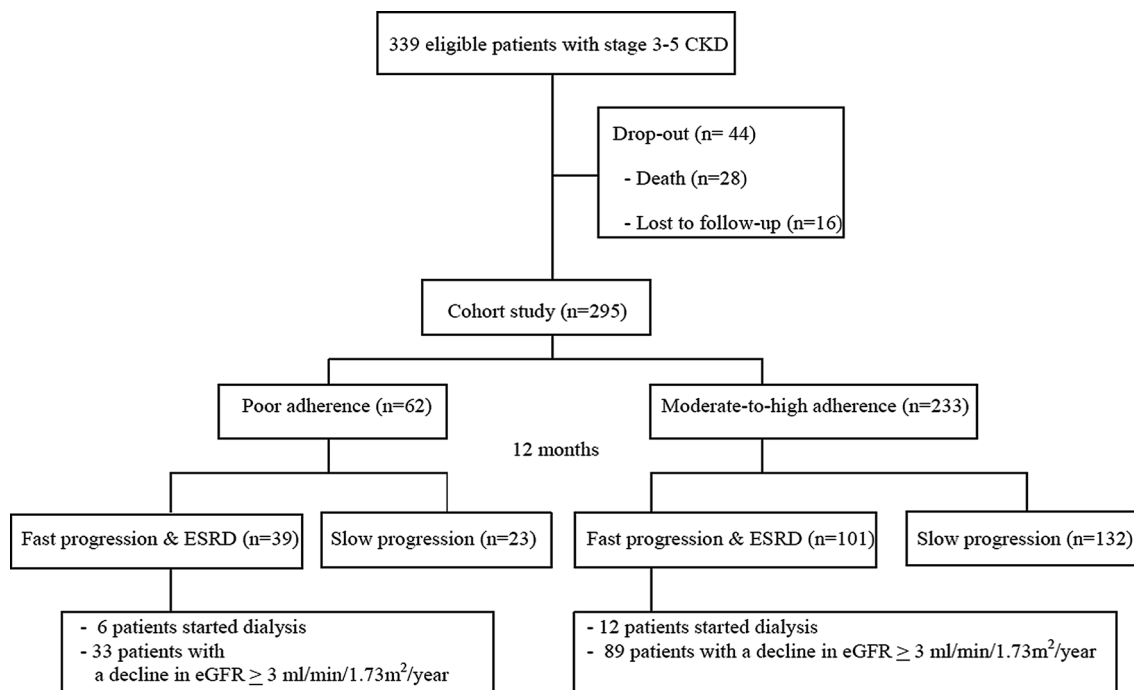 339 eligible patients with stage 3-5 CKD
Drop-out (n= 44)
- Death (n=28)
- Lost to follow-up (n=16)
Cohort study (n=295)
Poor adherence (n=62)
Moderate-to-high adherence (n=233)
12 months
Fast progression & ESRD (n=39)
Slow progression (n=23)
Fast progression & ESRD (n=101)
Slow progression (n=132)
- 6 patients started dialysis
- 33 patients with
a decline in eGFR ≥ 3 ml/min/1.73m²/year
- 12 patients started dialysis
- 89 patients with a decline in eGFR ≥ 3 ml/min/1.73m²/year